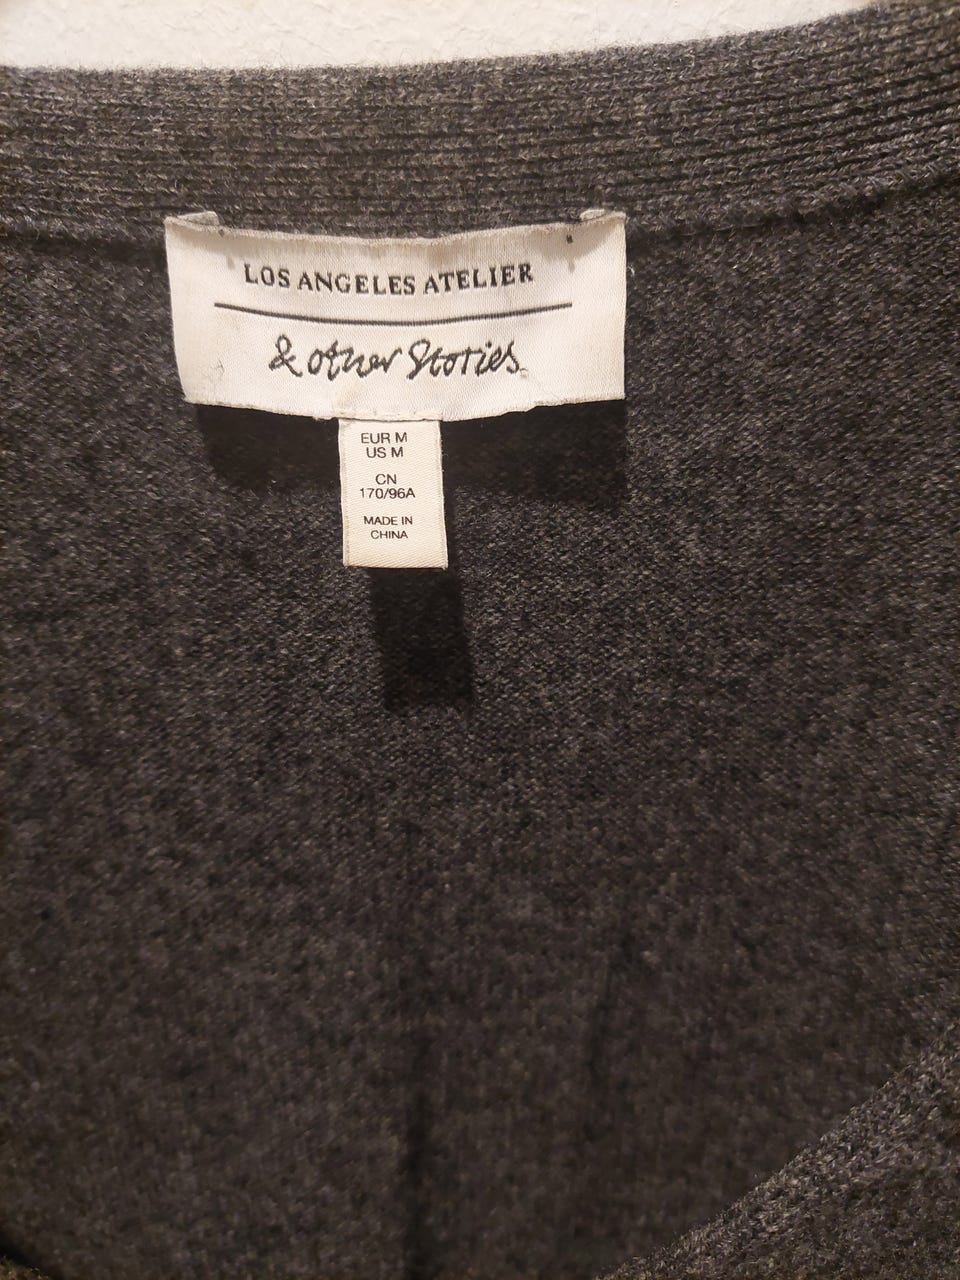 LOS ANGELES ATELIER
& other Stories
EUR M
US M
CN
170/96A
MADE IN
CHINA